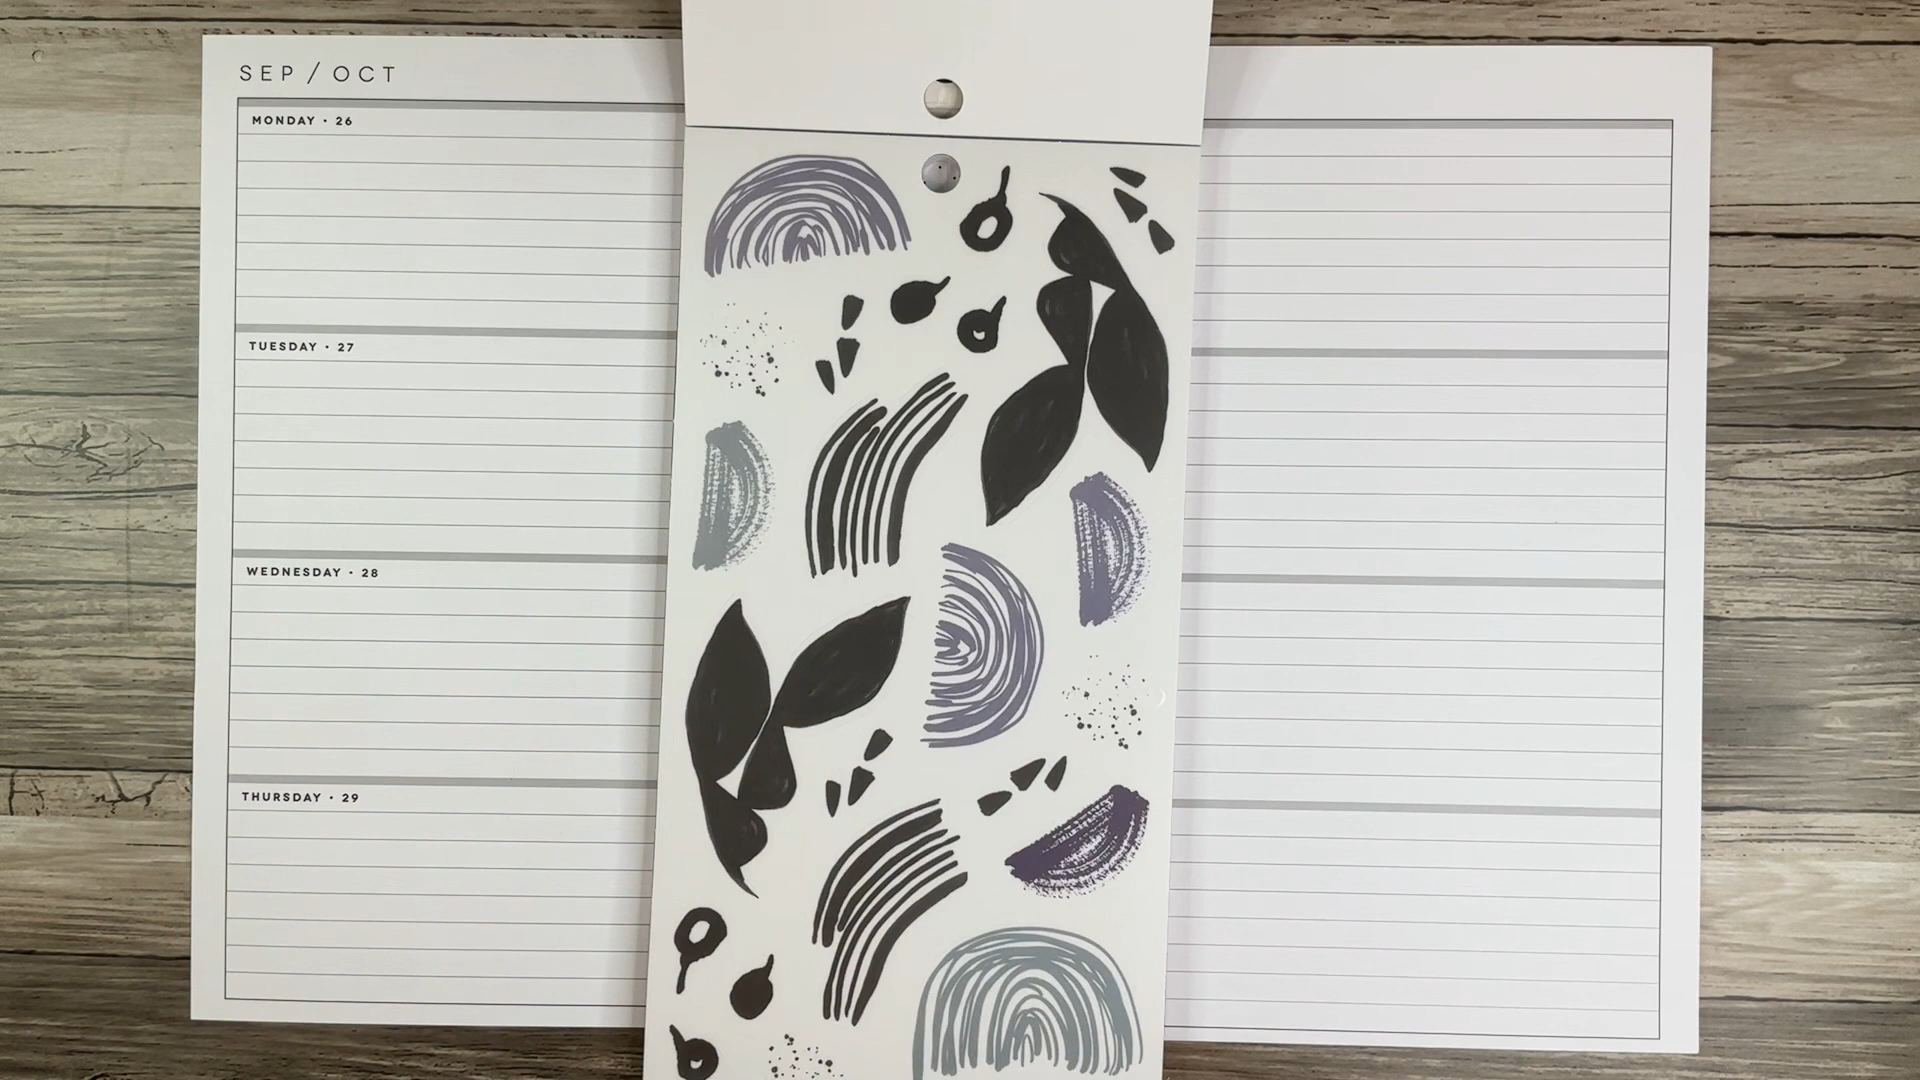 SEP / OCT
MONDAY • 26
TUESDAY • 27
WEDNESDAY • 28
THURSDAY • 29